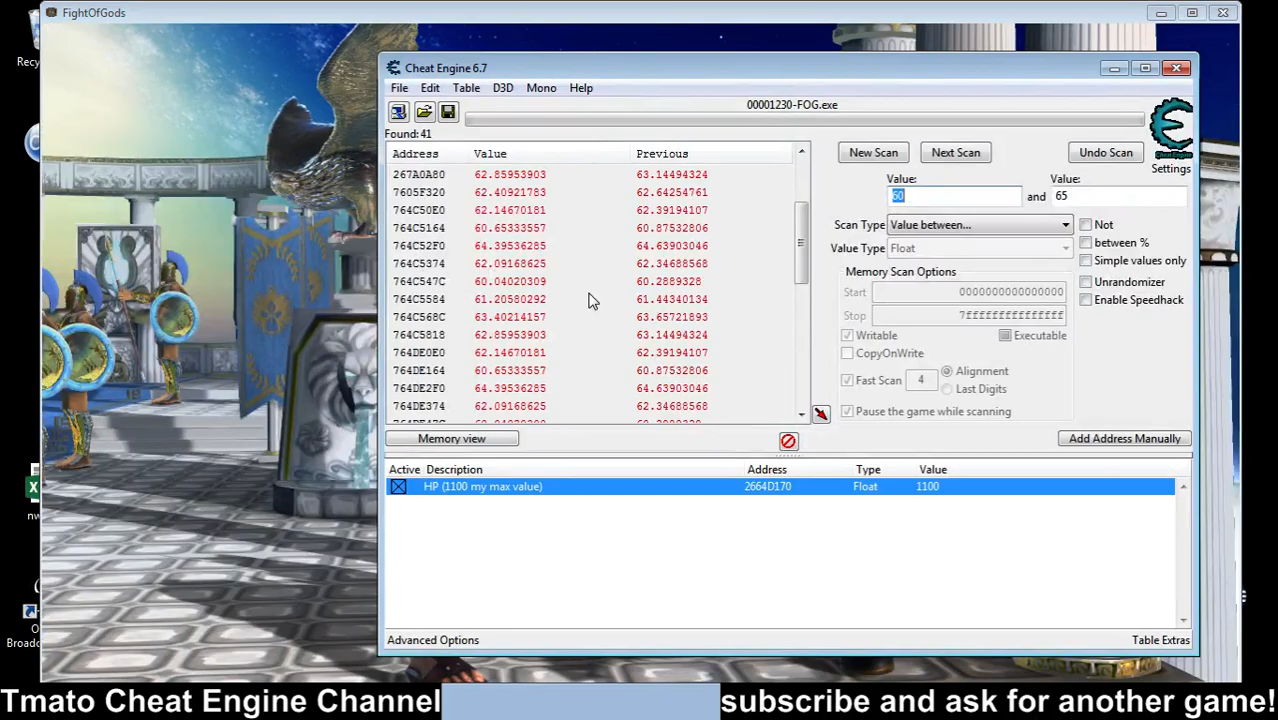 FightOfGods
Recy
Cheat Engine 6.7
File Edit Table D3D Mono Help
00001230-FOG.exe
Found: 41
Address Value Previous
267A0A80 62.85953903 63.14494324
7605F320 62.40921783 62.64254761
764C50E0 62.14670181 62.39194107
764C5164 60.65333557 60.87532806
764C52F0 64.39536285 64.63903046
764C5374 62.09168625 62.34688568
764C547C 60.04020309 60.2889328
764C5584 61.20580292 61.44340134
764C568C 63.40214157 63.65721893
764C5818 62.85953903 63.14494324
764DE0E0 62.14670181 62.39194107
764DE164 60.65333557 60.87532806
764DE2F0 64.39536285 64.63903046
764DE374 62.09168625 62.34688568
New Scan Next Scan Undo Scan
Cheat Engine
Settings
Value: Value:
60 and 65
Scan Type Value between...
Value Type Float
Not
between %
Simple values only
Unrandomizer
Enable Speedhack
Memory Scan Options
Start 0000000000000000
Stop 7fffffffffffffff
Writable Executable
CopyOnWrite
Fast Scan 4 Alignment
Last Digits
Pause the game while scanning
Memory view
Add Address Manually
Active Description Address Type Value
HP (1100 my max value) 2664D170 Float 1100
nw
O
Broadc
Advanced Options Table Extras
Tmato Cheat Engine Channel subscribe and ask for another game!